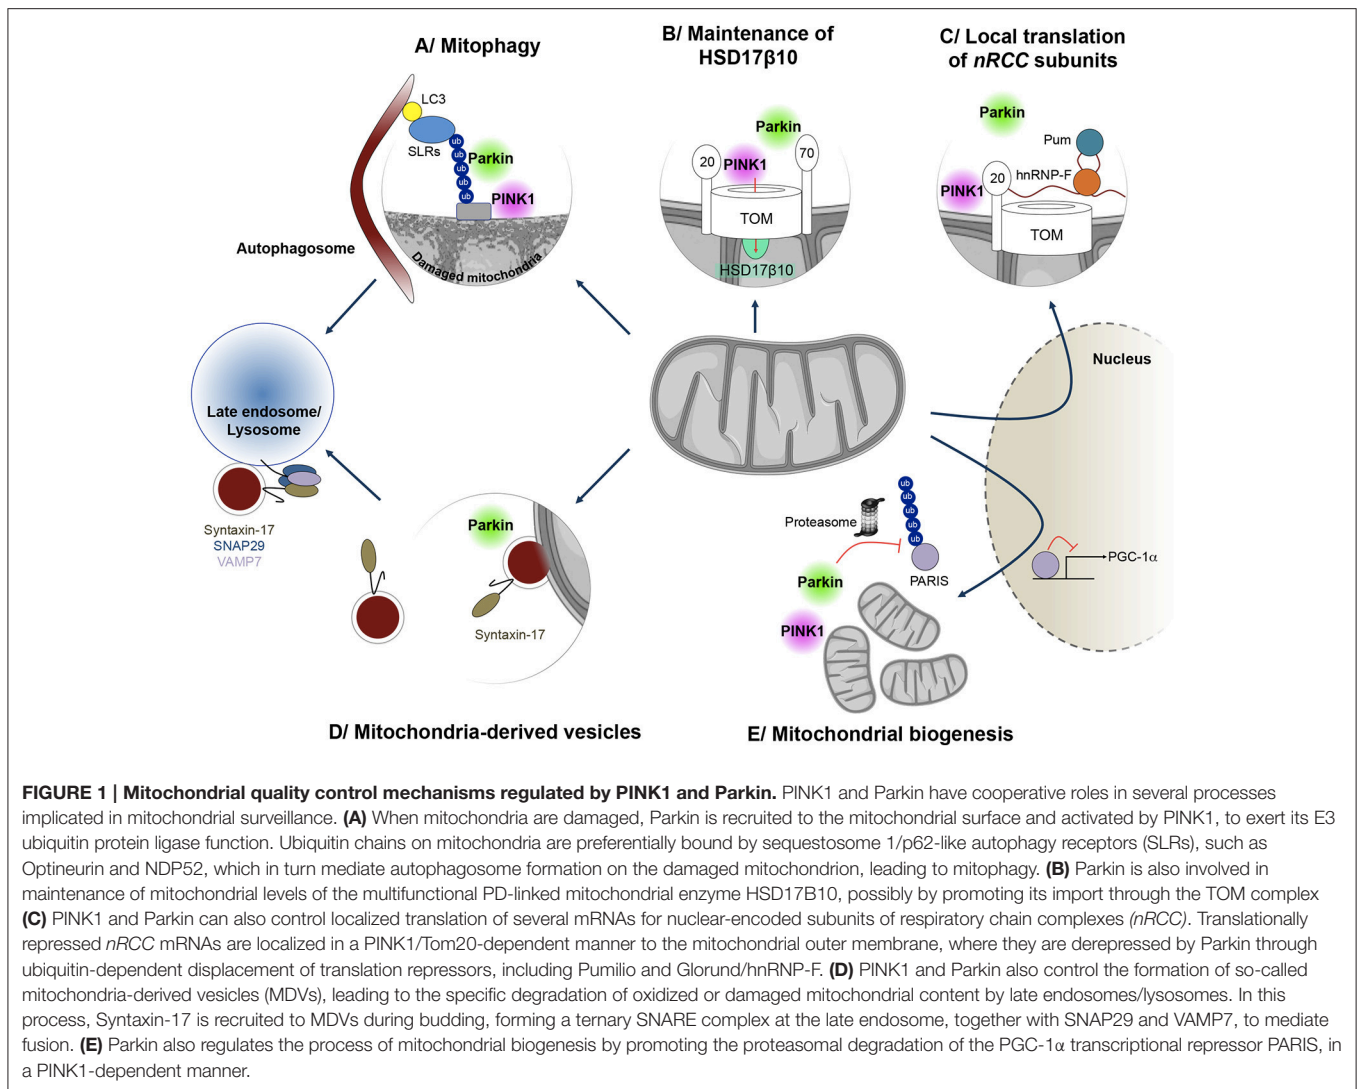 A/ Mitophagy
B/ Maintenance of
HSD17β10
C/ Local translation
of nRCC subunits
LC3
SLRs
ub
ub
ub
ub
ub
Parkin
PINK1
Autophagosome
Damaged mitochondria
Parkin
20
PINK1
70
TOM
HSD17β10
Parkin
Pum
PINK1
20
hnRNP-F
TOM
Nucleus
Late endosome/
Lysosome
Syntaxin-17
SNAP29
VAMP7
Parkin
Syntaxin-17
Proteasome
ub
ub
ub
ub
ub
Parkin
PARIS
PINK1
PGC-1α
D/ Mitochondria-derived vesicles
E/ Mitochondrial biogenesis
FIGURE 1 | Mitochondrial quality control mechanisms regulated by PINK1 and Parkin. PINK1 and Parkin have cooperative roles in several processes
implicated in mitochondrial surveillance. (A) When mitochondria are damaged, Parkin is recruited to the mitochondrial surface and activated by PINK1, to exert its E3
ubiquitin protein ligase function. Ubiquitin chains on mitochondria are preferentially bound by sequestosome 1/p62-like autophagy receptors (SLRs), such as
Optineurin and NDP52, which in turn mediate autophagosome formation on the damaged mitochondrion, leading to mitophagy. (B) Parkin is also involved in
maintenance of mitochondrial levels of the multifunctional PD-linked mitochondrial enzyme HSD17B10, possibly by promoting its import through the TOM complex
(C) PINK1 and Parkin can also control localized translation of several mRNAs for nuclear-encoded subunits of respiratory chain complexes (nRCC). Translationally
repressed nRCC mRNAs are localized in a PINK1/Tom20-dependent manner to the mitochondrial outer membrane, where they are derepressed by Parkin through
ubiquitin-dependent displacement of translation repressors, including Pumilio and Glorund/hnRNP-F. (D) PINK1 and Parkin also control the formation of so-called
mitochondria-derived vesicles (MDVs), leading to the specific degradation of oxidized or damaged mitochondrial content by late endosomes/lysosomes. In this
process, Syntaxin-17 is recruited to MDVs during budding, forming a ternary SNARE complex at the late endosome, together with SNAP29 and VAMP7, to mediate
fusion. (E) Parkin also regulates the process of mitochondrial biogenesis by promoting the proteasomal degradation of the PGC-1α transcriptional repressor PARIS, in
a PINK1-dependent manner.